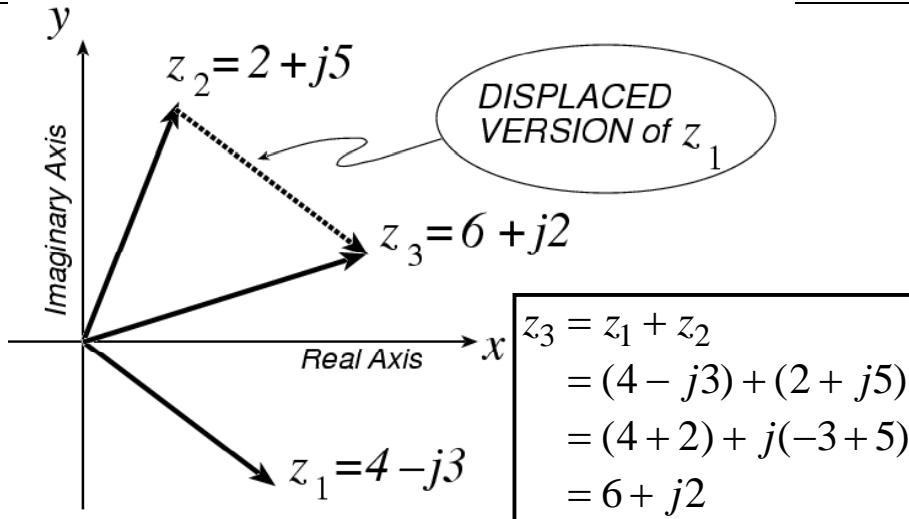 y
z₂ = 2 + j5
DISPLACED
VERSION of z₁
Imaginary Axis
z₃ = 6 + j2
x
Real Axis
z₁ = 4 – j3
z₃ = z₁ + z₂
= (4 − j3) + (2 + j5)
= (4 + 2) + j(−3 + 5)
= 6 + j2